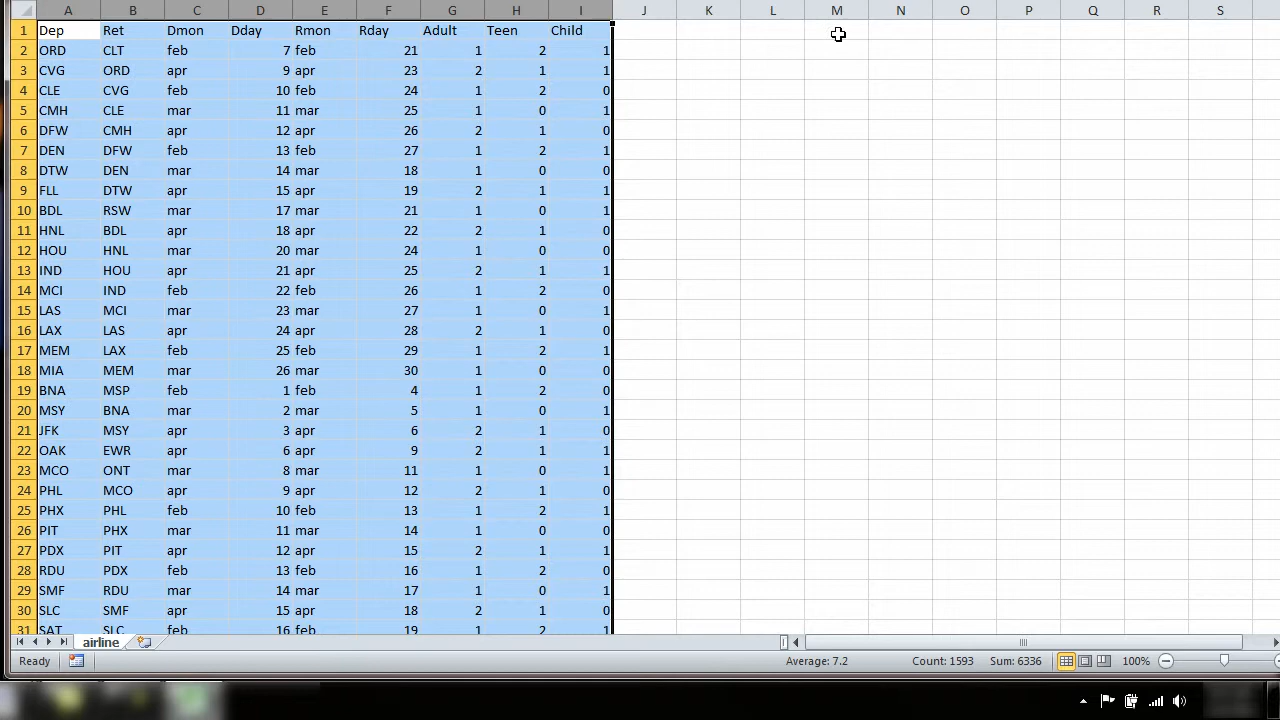 A B C D E F G H I J K L M N O P Q R S
1 Dep Ret Dmon Dday Rmon Rday Adult Teen Child
2 ORD CLT feb 7 feb 21 1 2 1
3 CVG ORD apr 9 apr 23 2 1 1
4 CLE CVG feb 10 feb 24 1 2 0
5 CMH CLE mar 11 mar 25 1 0 1
6 DFW CMH apr 12 apr 26 2 1 0
7 DEN DFW feb 13 feb 27 1 2 1
8 DTW DEN mar 14 mar 18 1 0 0
9 FLL DTW apr 15 apr 19 2 1 1
10 BDL RSW mar 17 mar 21 1 0 1
11 HNL BDL apr 18 apr 22 2 1 0
12 HOU HNL mar 20 mar 24 1 0 0
13 IND HOU apr 21 apr 25 2 1 1
14 MCI IND feb 22 feb 26 1 2 0
15 LAS MCI mar 23 mar 27 1 0 1
16 LAX LAS apr 24 apr 28 2 1 0
17 MEM LAX feb 25 feb 29 1 2 1
18 MIA MEM mar 26 mar 30 1 0 0
19 BNA MSP feb 1 feb 4 1 2 0
20 MSY BNA mar 2 mar 5 1 0 1
21 JFK MSY apr 3 apr 6 2 1 0
22 OAK EWR apr 6 apr 9 2 1 1
23 MCO ONT mar 8 mar 11 1 0 1
24 PHL MCO apr 9 apr 12 2 1 0
25 PHX PHL feb 10 feb 13 1 2 1
26 PIT PHX mar 11 mar 14 1 0 0
27 PDX PIT apr 12 apr 15 2 1 1
28 RDU PDX feb 13 feb 16 1 2 0
29 SMF RDU mar 14 mar 17 1 0 1
30 SLC SMF apr 15 apr 18 2 1 0
31 SAT SLC feb 16 feb 19 1 2 1
airline
Ready Average: 7.2 Count: 1593 Sum: 6336 100%